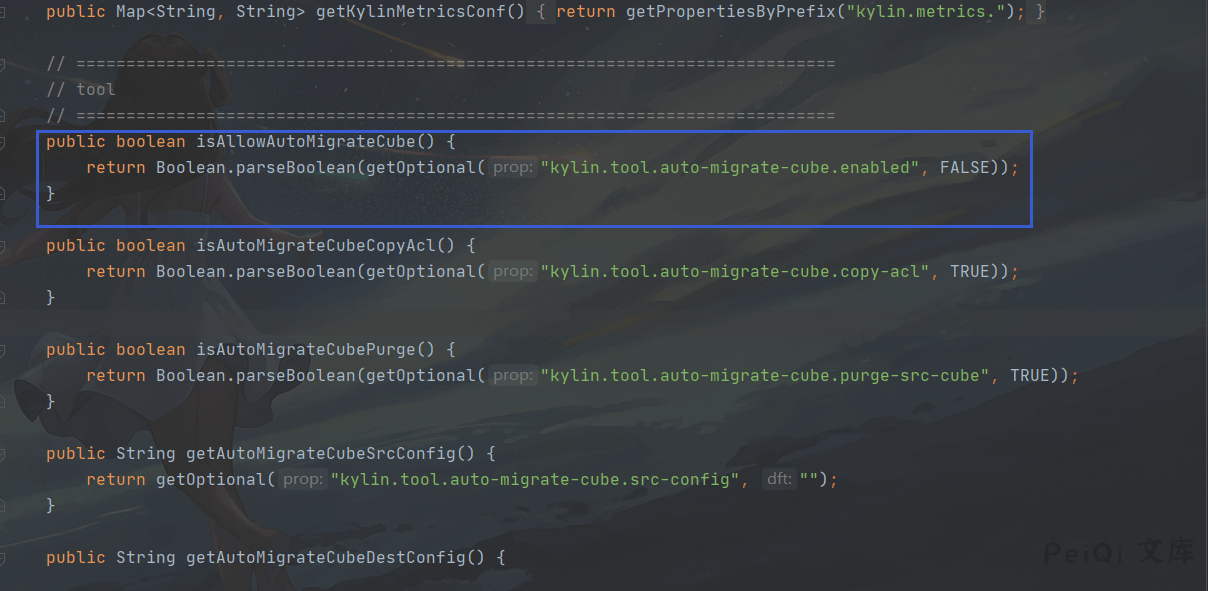 public Map<String, String> getKylinMetricsConf() { return getPropertiesByPrefix("kylin.metrics."); }
// ============================================================================
// tool
// ============================================================================
public boolean isAllowAutoMigrateCube() {
return Boolean.parseBoolean(getOptional( prop: "kylin.tool.auto-migrate-cube.enabled", FALSE));
}
public boolean isAutoMigrateCubeCopyAcl() {
return Boolean.parseBoolean(getOptional( prop: "kylin.tool.auto-migrate-cube.copy-acl", TRUE));
}
public boolean isAutoMigrateCubePurge() {
return Boolean.parseBoolean(getOptional( prop: "kylin.tool.auto-migrate-cube.purge-src-cube", TRUE));
}
public String getAutoMigrateCubeSrcConfig() {
return getOptional( prop: "kylin.tool.auto-migrate-cube.src-config", dft: "");
}
public String getAutoMigrateCubeDestConfig() {
PeiQi 文库